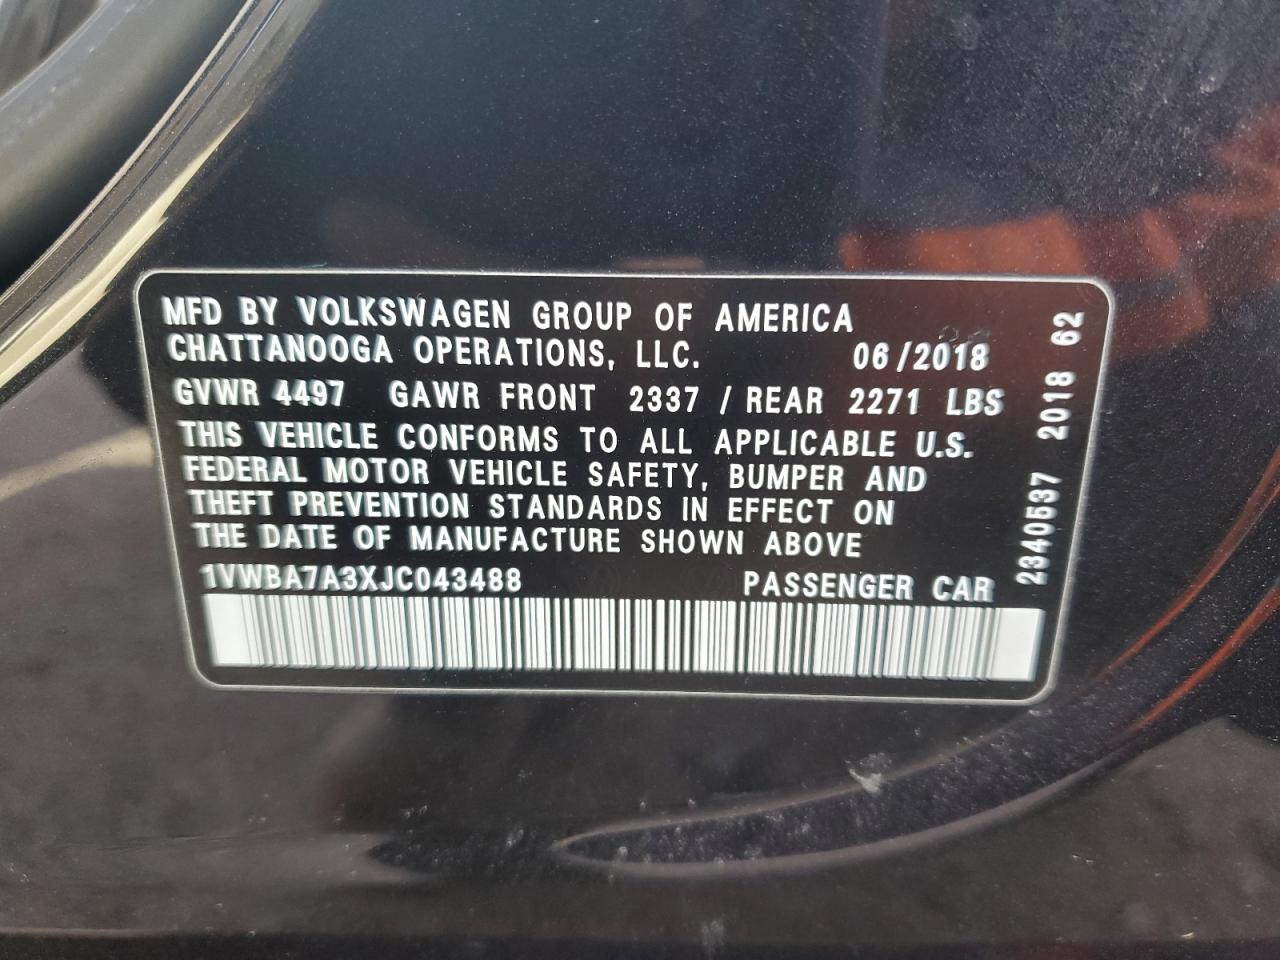 MFD BY VOLKSWAGEN GROUP OF AMERICA
CHATTANOOGA OPERATIONS, LLC. 06/2018
GVWR 4497 GAWR FRONT 2337 / REAR 2271 LBS
THIS VEHICLE CONFORMS TO ALL APPLICABLE U.S.
FEDERAL MOTOR VEHICLE SAFETY, BUMPER AND
THEFT PREVENTION STANDARDS IN EFFECT ON
THE DATE OF MANUFACTURE SHOWN ABOVE
1VWBA7A3XJC043488 PASSENGER CAR
2340537 2018 62